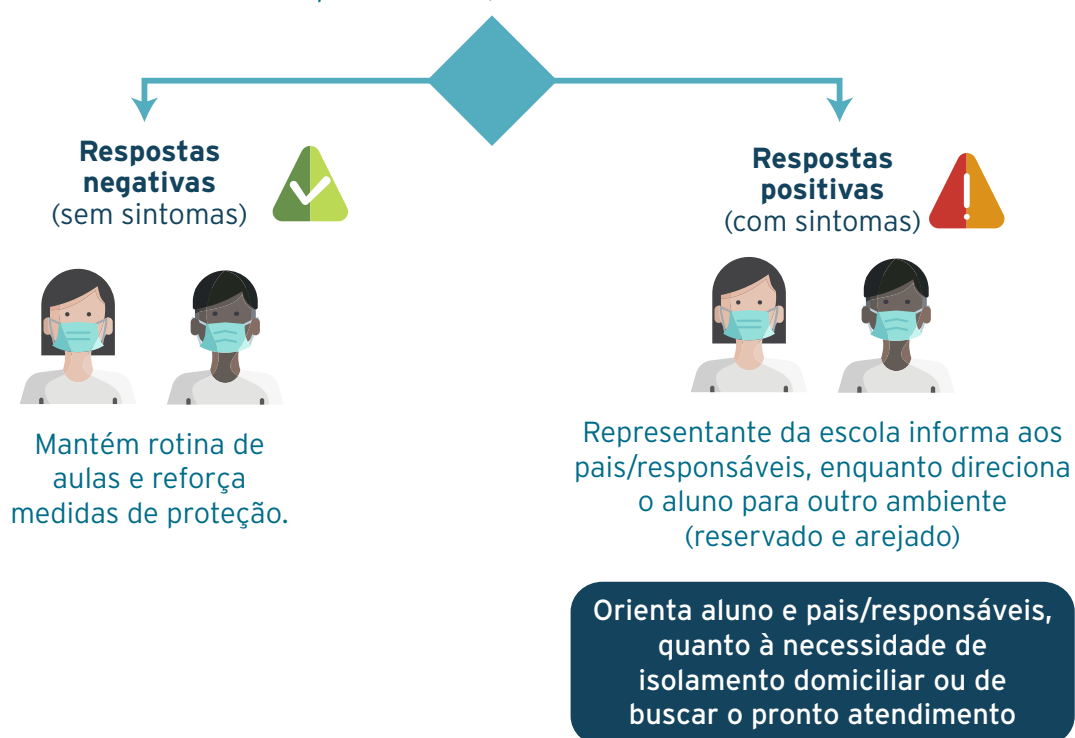 Respostas
negativas
(sem sintomas)
Respostas
positivas
(com sintomas)
Mantém rotina de
aulas e reforça
medidas de proteção.
Representante da escola informa aos
pais/responsáveis, enquanto direciona
o aluno para outro ambiente
(reservado e arejado)
Orienta aluno e pais/responsáveis,
quanto à necessidade de
isolamento domiciliar ou de
buscar o pronto atendimento